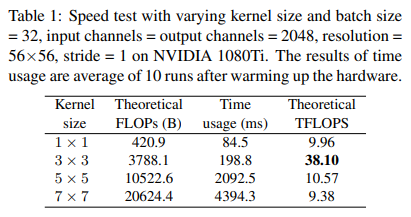 Table 1: Speed test with varying kernel size and batch size
= 32, input channels = output channels = 2048, resolution =
56×56, stride = 1 on NVIDIA 1080Ti. The results of time
usage are average of 10 runs after warming up the hardware.
Kernel Theoretical Time Theoretical
size FLOPs (B) usage (ms) TFLOPS
1 × 1 420.9 84.5 9.96
3 × 3 3788.1 198.8 38.10
5 × 5 10522.6 2092.5 10.57
7 × 7 20624.4 4394.3 9.38